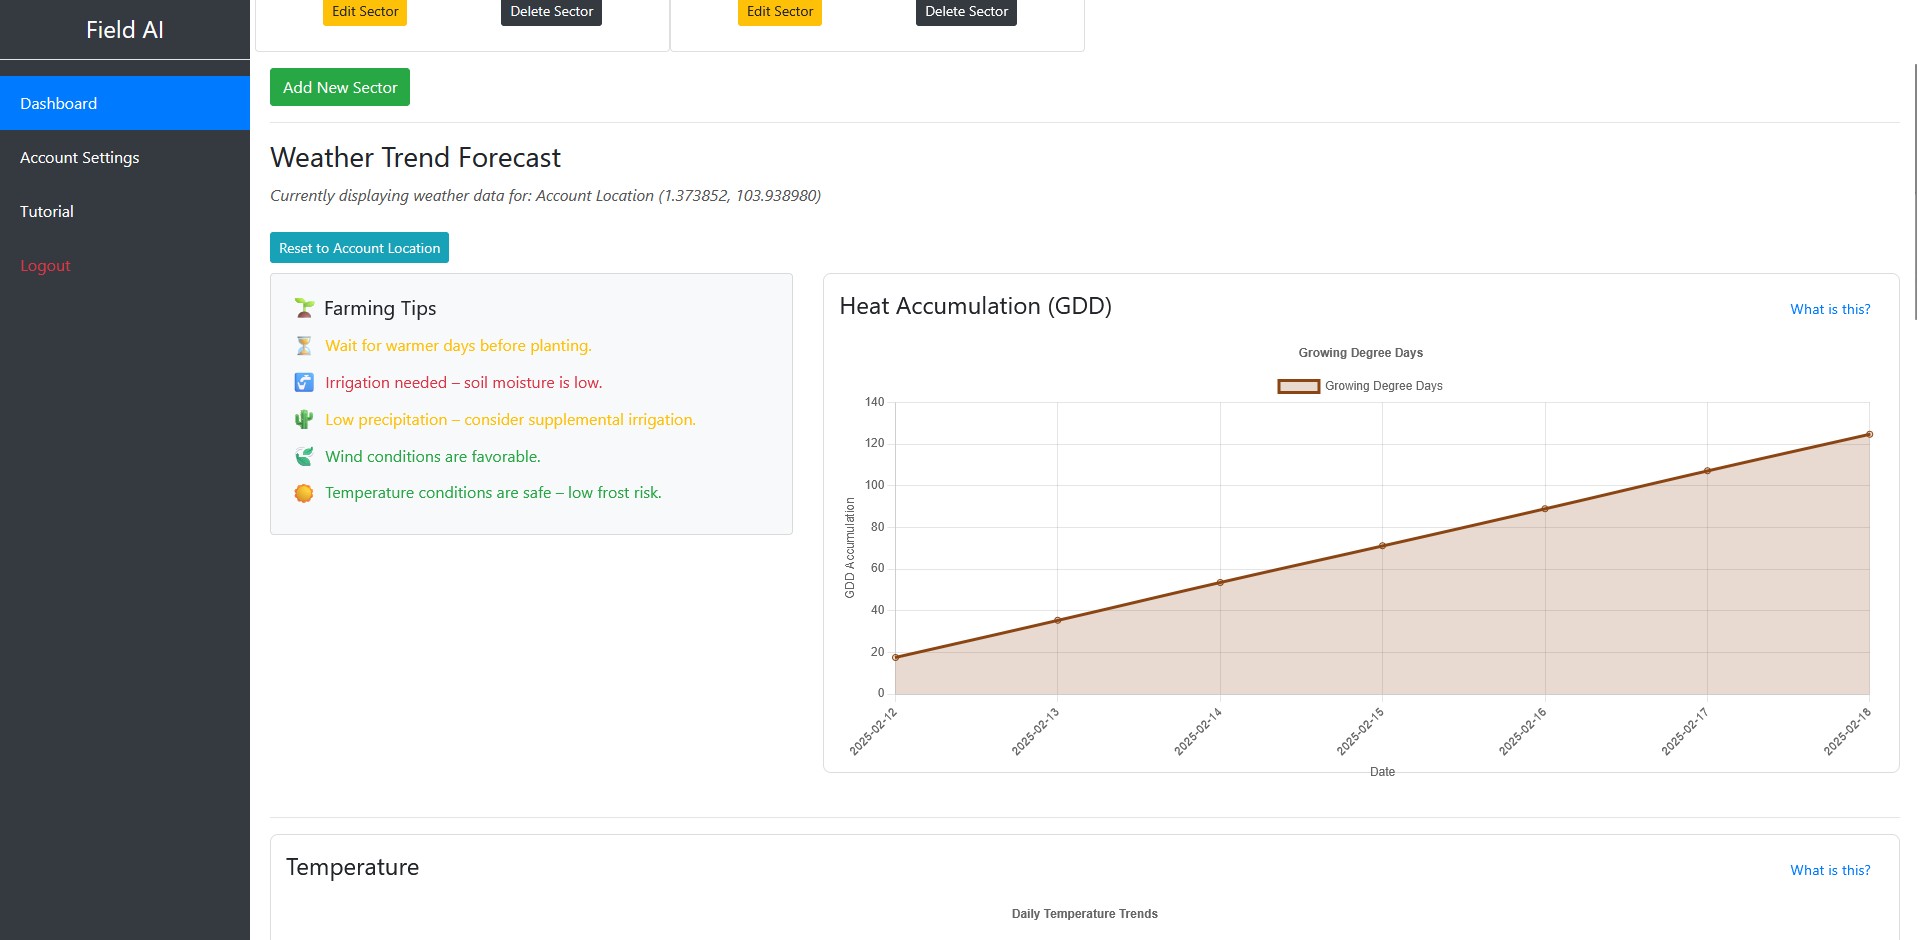 Field AI
Dashboard
Account Settings
Tutorial
Logout
Edit Sector
Delete Sector
Edit Sector
Delete Sector
Add New Sector
Weather Trend Forecast
Currently displaying weather data for: Account Location (1.373852, 103.938980)
Reset to Account Location
Farming Tips
Wait for warmer days before planting.
Irrigation needed – soil moisture is low.
Low precipitation – consider supplemental irrigation.
Wind conditions are favorable.
Temperature conditions are safe – low frost risk.
Heat Accumulation (GDD)
What is this?
Growing Degree Days
Growing Degree Days
140
120
100
80
60
40
20
0
GDD Accumulation
2025-02-12
2025-02-13
2025-02-14
2025-02-15
2025-02-16
2025-02-17
2025-02-18
Date
Temperature
What is this?
Daily Temperature Trends